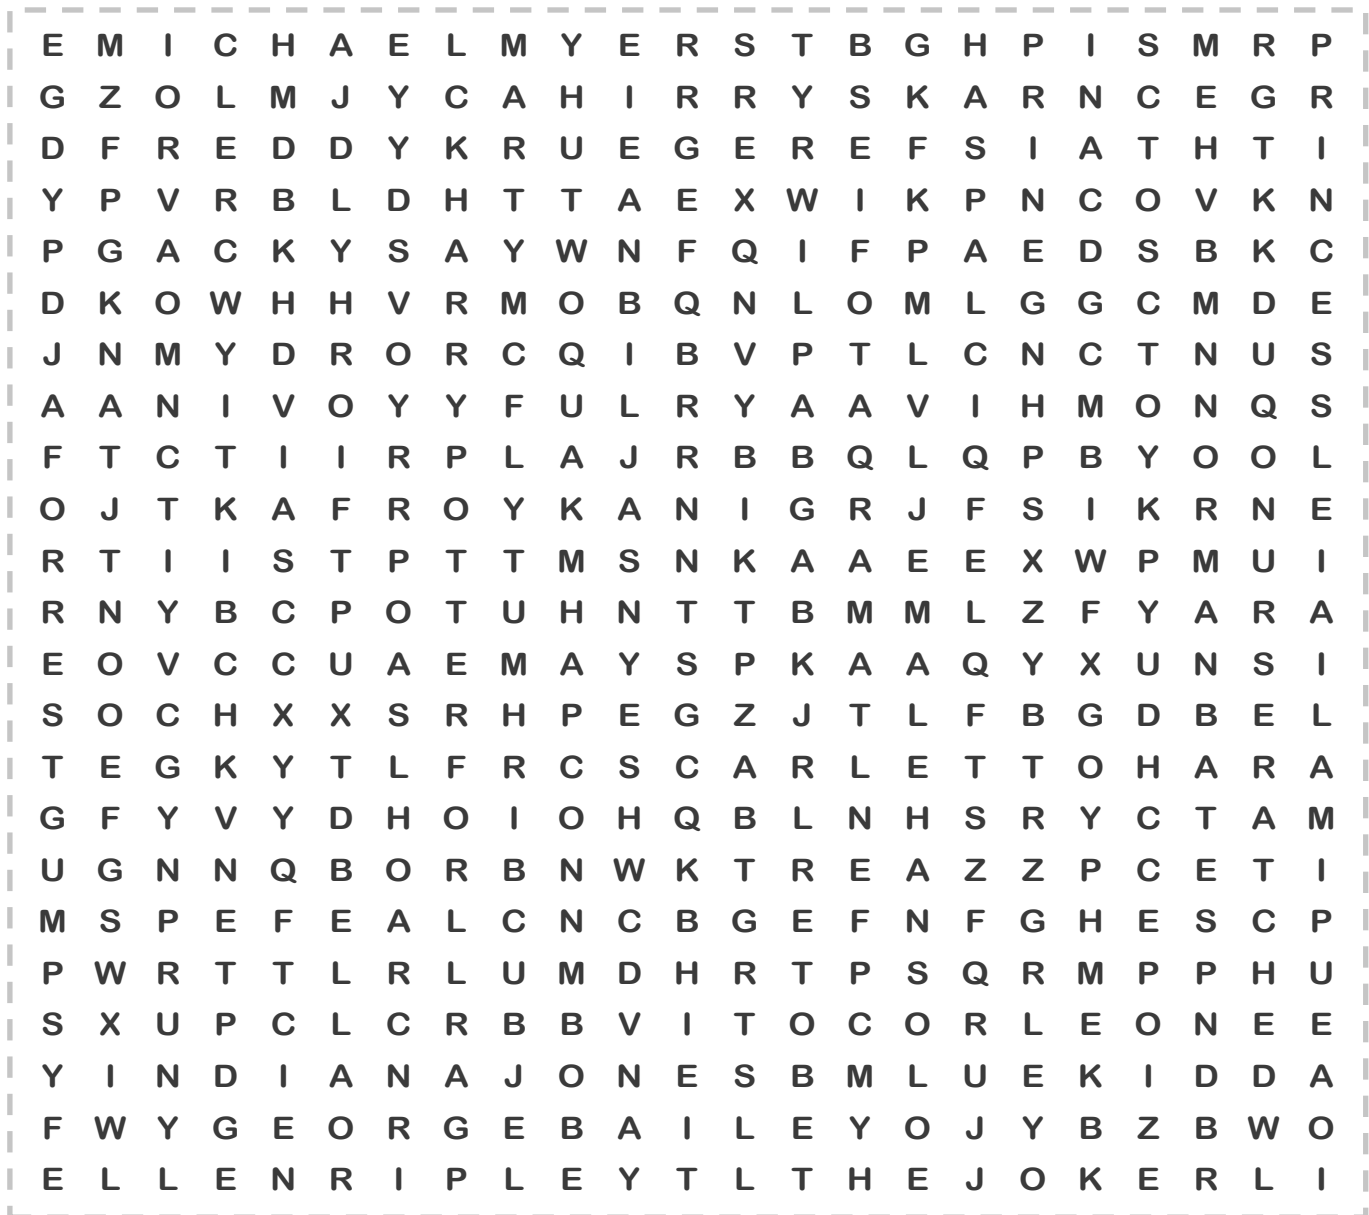 E M I C H A E L M Y E R S T B G H P I S M R P
G Z O L M J Y C A H I R R Y S K A R N C E G R
D F R E D D Y K R U E G E R E F S I A T H T I
Y P V R B L D H T T A E X W I K P N C O V K N
P G A C K Y S A Y W N F Q I F P A E D S B K C
D K O W H H V R M O B Q N L O M L G G C M D E
J N M Y D R O R C Q I B V P T L C N C T N U S
A A N I V O Y Y F U L R Y A A V I H M O N Q S
F T C T I I R P L A J R B B Q L Q P B Y O O L
O J T K A F R O Y K A N I G R J F S I K R N E
R T I I S T P T T M S N K A A E E X W P M U I
R N Y B C P O T U H N T T B M M L Z F Y A R A
E O V C C U A E M A Y S P K A A Q Y X U N S I
S O C H X X S R H P E G Z J T L F B G D B E L
T E G K Y T L F R C S C A R L E T T O H A R A
G F Y V Y D H O I O H Q B L N H S R Y C T A M
U G N N Q B O R B N W K T R E A Z Z P C E T I
M S P E F E A L C N C B G E F N F G H E S C P
P W R T T L R L U M D H R T P S Q R M P P H U
S X U P C L C R B B V I T O C O R L E O N E E
Y I N D I A N A J O N E S B M L U E K I D D A
F W Y G E O R G E B A I L E Y O J Y B Z B W O
E L L E N R I P L E Y T L T H E J O K E R L I